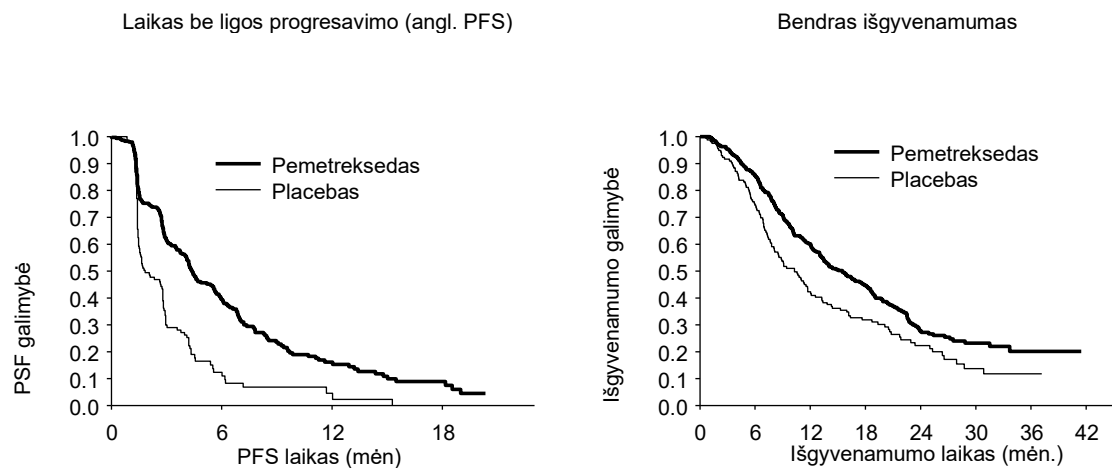 Laikas be ligos progresavimo (angl. PFS)
1.0
0.9
0.8
0.7
0.6
0.5
0.4
0.3
0.2
0.1
0.0
PSF galimybė
Pemetreksedas
Placebas
0 6 12 18
PFS laikas (mėn)
Bendras išgyvenamumas
1.0
0.9
0.8
0.7
0.6
0.5
0.4
0.3
0.2
0.1
0.0
Išgyvenamumo galimybė
Pemetreksedas
Placebas
0 6 12 18 24 30 36 42
Išgyvenamumo laikas (mėn.)